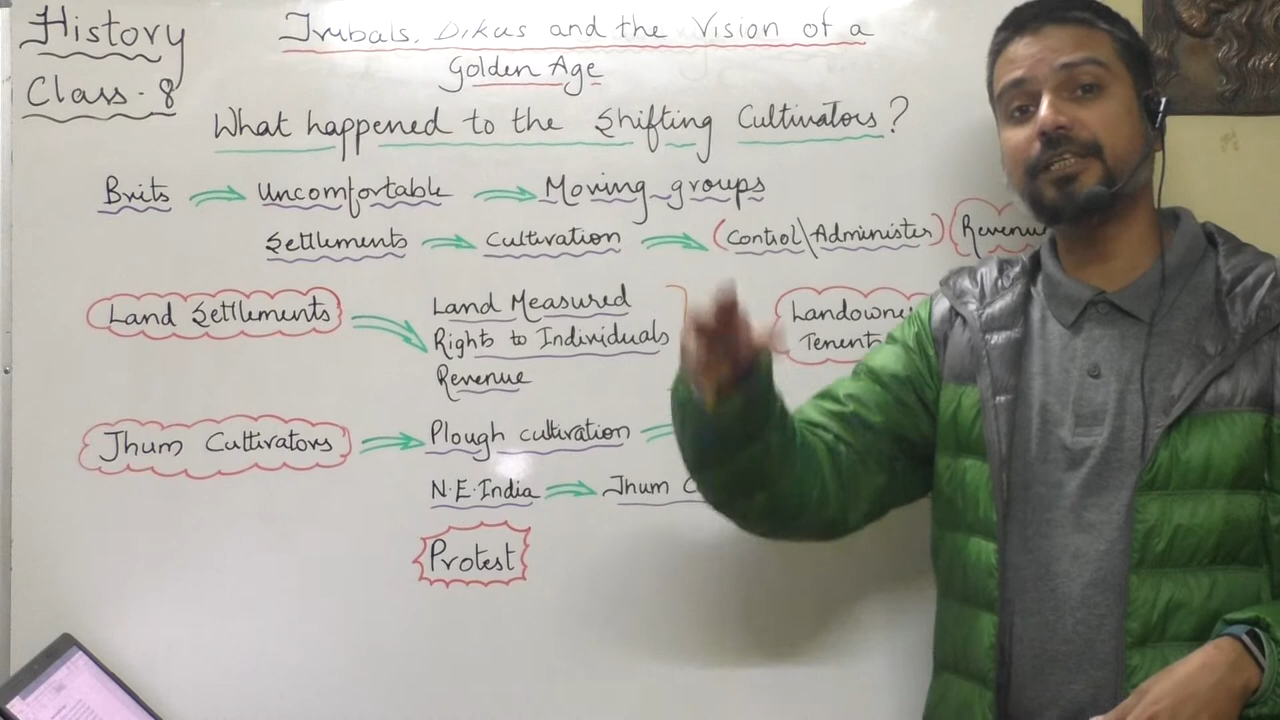 History
Class-8
Trubals, Dikus and the Vision of a
Golden Age
What happened to the Shifting Cultivators?
Brits ⇒ Uncomfortable ⇒ Moving groups
Settlements ⇒ Cultivation ⇒ (Control\Administer)
Land Settlements
Land Measured
Rights to Individuals
Revenue
Tenents
Jhum Cultivators ⇒ Plough cultivation ⇒
N.E.India ⇒ Jhum
Protest